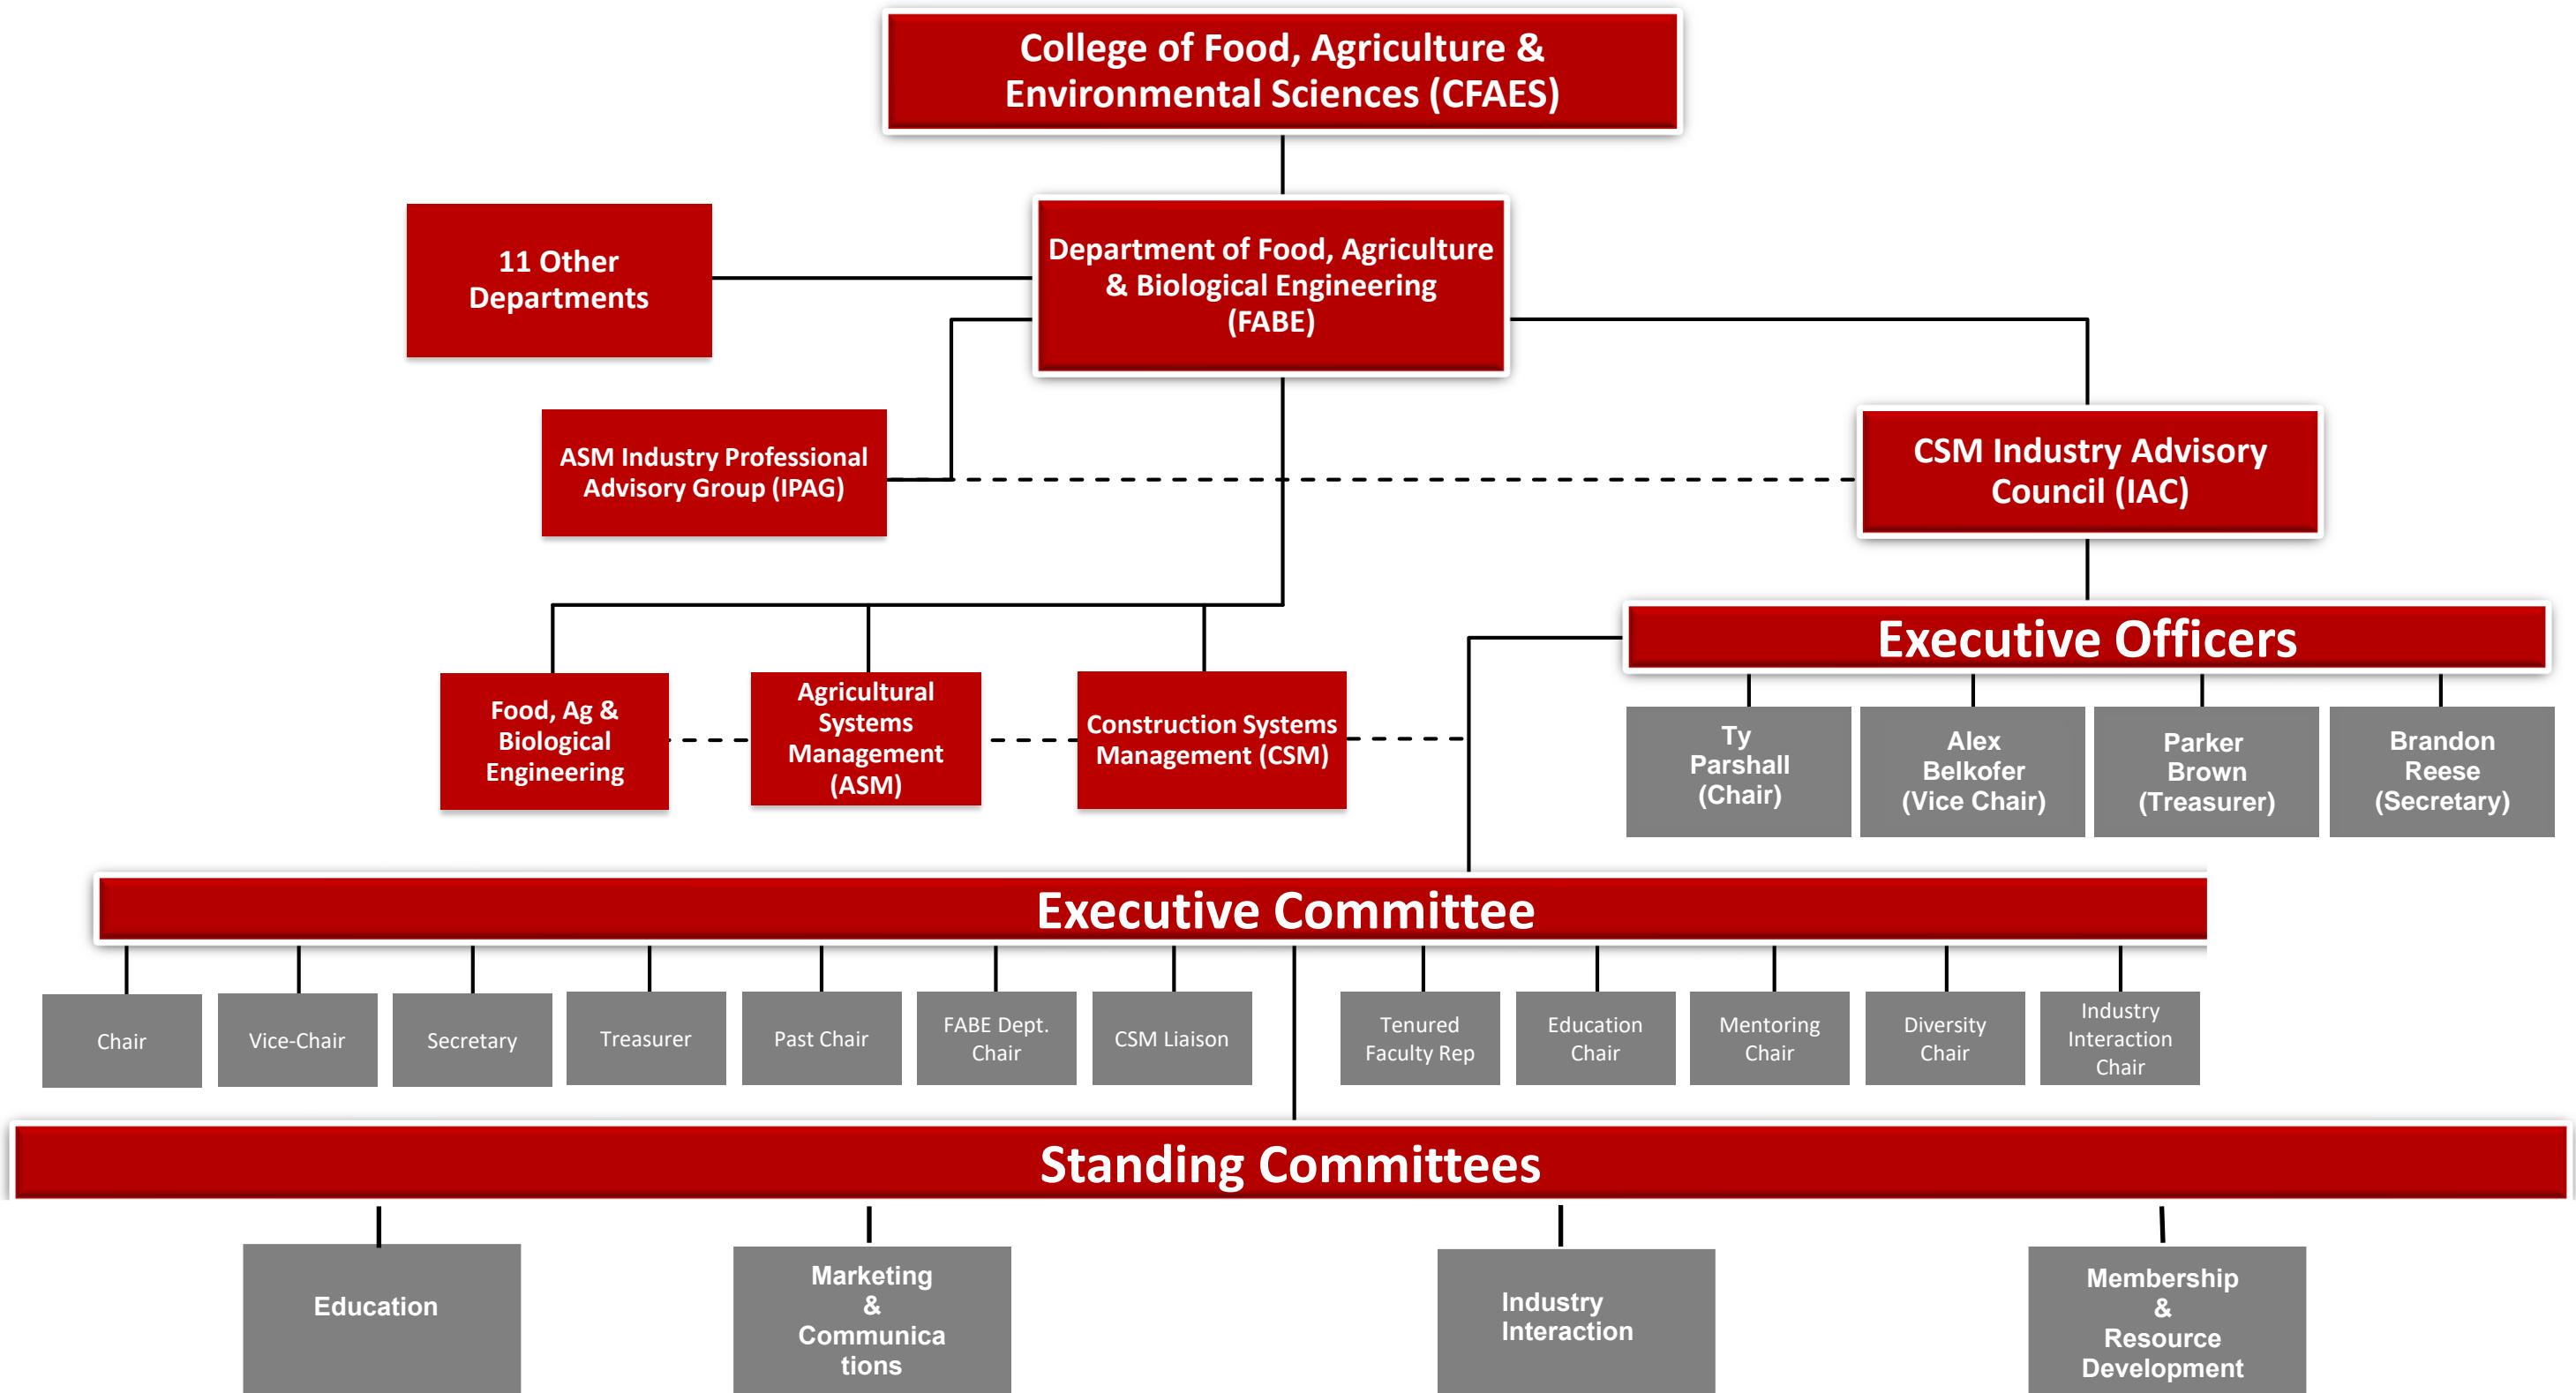 College of Food, Agriculture &
Environmental Sciences (CFAES)
11 Other
Departments
Department of Food, Agriculture
& Biological Engineering
(FABE)
ASM Industry Professional
Advisory Group (IPAG)
CSM Industry Advisory
Council (IAC)
Executive Officers
Food, Ag &
Biological
Engineering
Agricultural
Systems
Management
(ASM)
Construction Systems
Management (CSM)
Ty
Parshall
(Chair)
Alex
Belkofer
(Vice Chair)
Parker
Brown
(Treasurer)
Brandon
Reese
(Secretary)
Executive Committee
Chair
Vice-Chair
Secretary
Treasurer
Past Chair
FABE Dept.
Chair
CSM Liaison
Tenured
Faculty Rep
Education
Chair
Mentoring
Chair
Diversity
Chair
Industry
Interaction
Chair
Standing Committees
Education
Marketing
&
Communica
tions
Industry
Interaction
Membership
&
Resource
Development